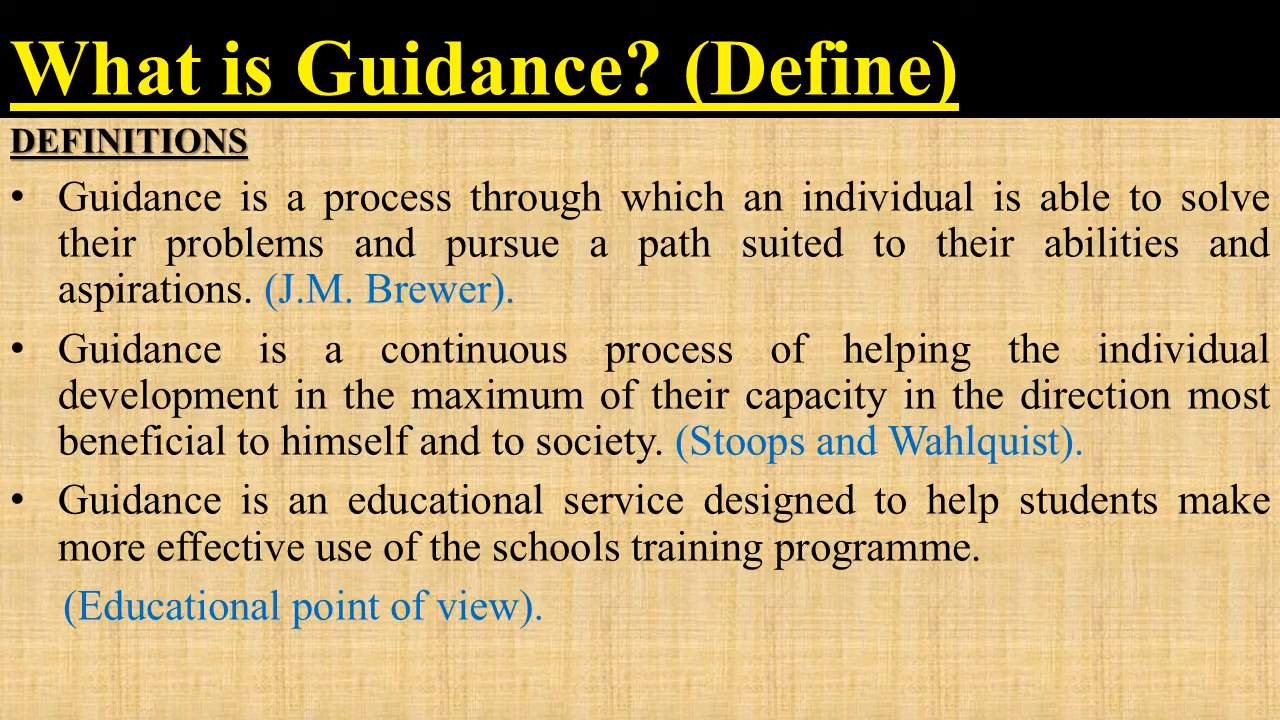 What is Guidance? (Define)
DEFINITIONS
• Guidance is a process through which an individual is able to solve
their problems and pursue a path suited to their abilities and
aspirations. (J.M. Brewer).
• Guidance is a continuous process of helping the individual
development in the maximum of their capacity in the direction most
beneficial to himself and to society. (Stoops and Wahlquist).
• Guidance is an educational service designed to help students make
more effective use of the schools training programme.
(Educational point of view).